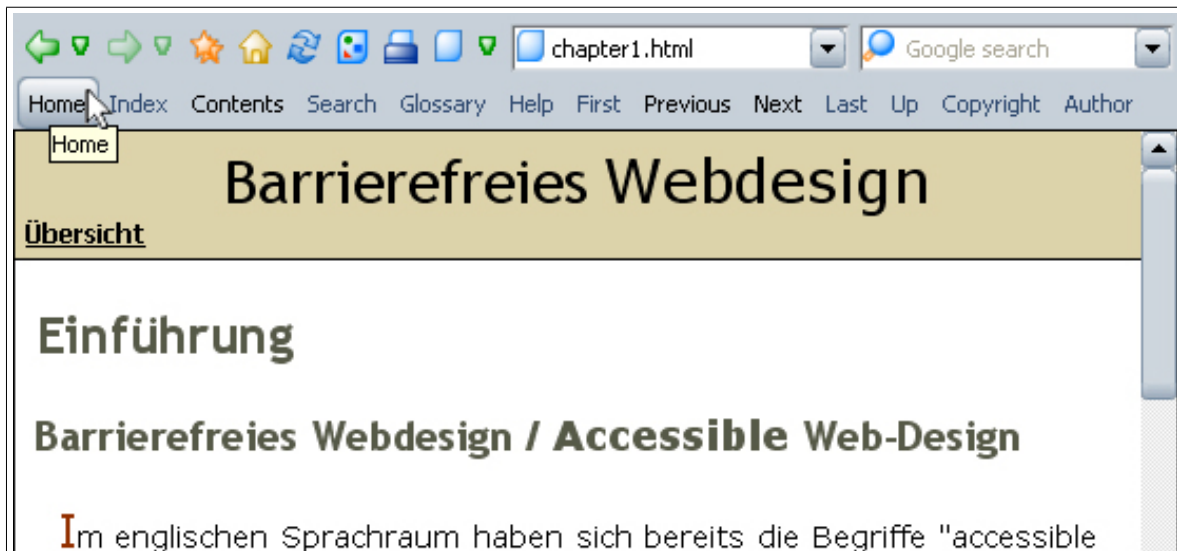 chapter1.html Google search
Home Index Contents Search Glossary Help First Previous Next Last Up Copyright Author
Home
Barrierefreies Webdesign
Übersicht
Einführung
Barrierefreies Webdesign / Accessible Web-Design
Im englischen Sprachraum haben sich bereits die Begriffe "accessible